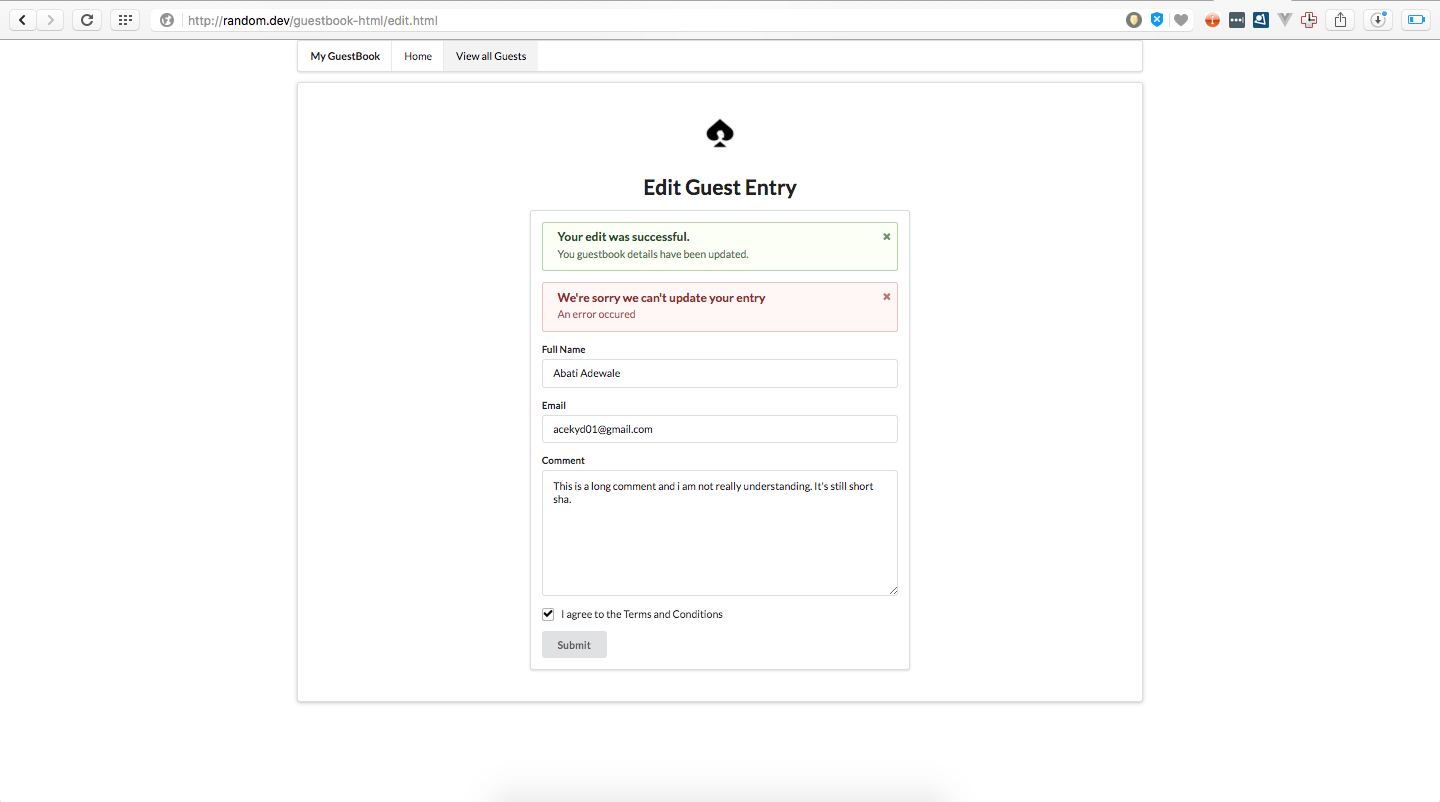 http://random.dev/guestbook-html/edit.html
My GuestBook Home View all Guests
Edit Guest Entry
Your edit was successful.
You guestbook details have been updated.
We're sorry we can't update your entry
An error occured
Full Name
Abati Adewale
Email
acekyd01@gmail.com
Comment
This is a long comment and i am not really understanding. It's still short
sha.
I agree to the Terms and Conditions
Submit